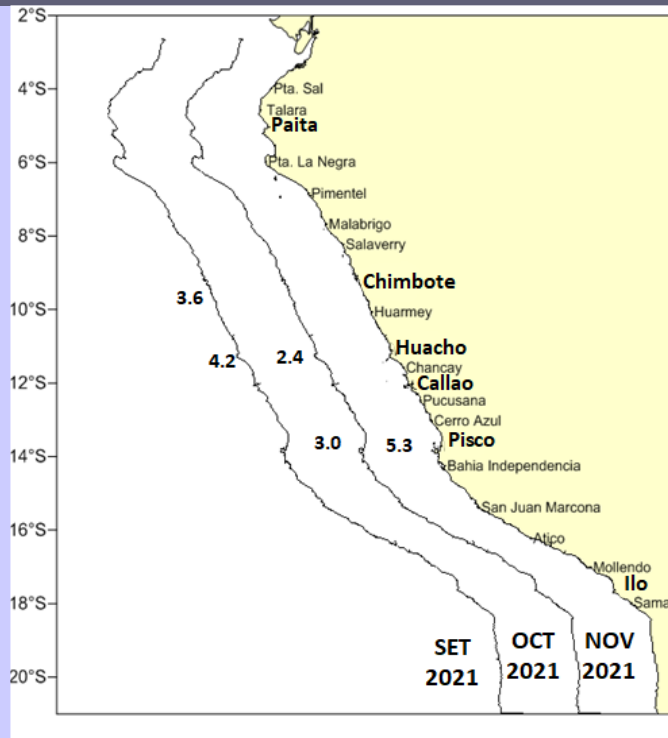 2°S
4°S
Pta. Sal
Talara
Paita
6°S
Pta. La Negra
Pimentel
8°S
Malabrigo
Salaverry
3.6
Chimbote
10°S
Huarmey
4.2
2.4
Huacho
Chancay
12°S
Callao
Pucusana
Cerro Azul
3.0
5.3
Pisco
14°S
Bahia Independencia
San Juan Marcona
16°S
Atico
Mollendo
Ilo
18°S
Sama
SET
2021
OCT
2021
NOV
2021
20°S